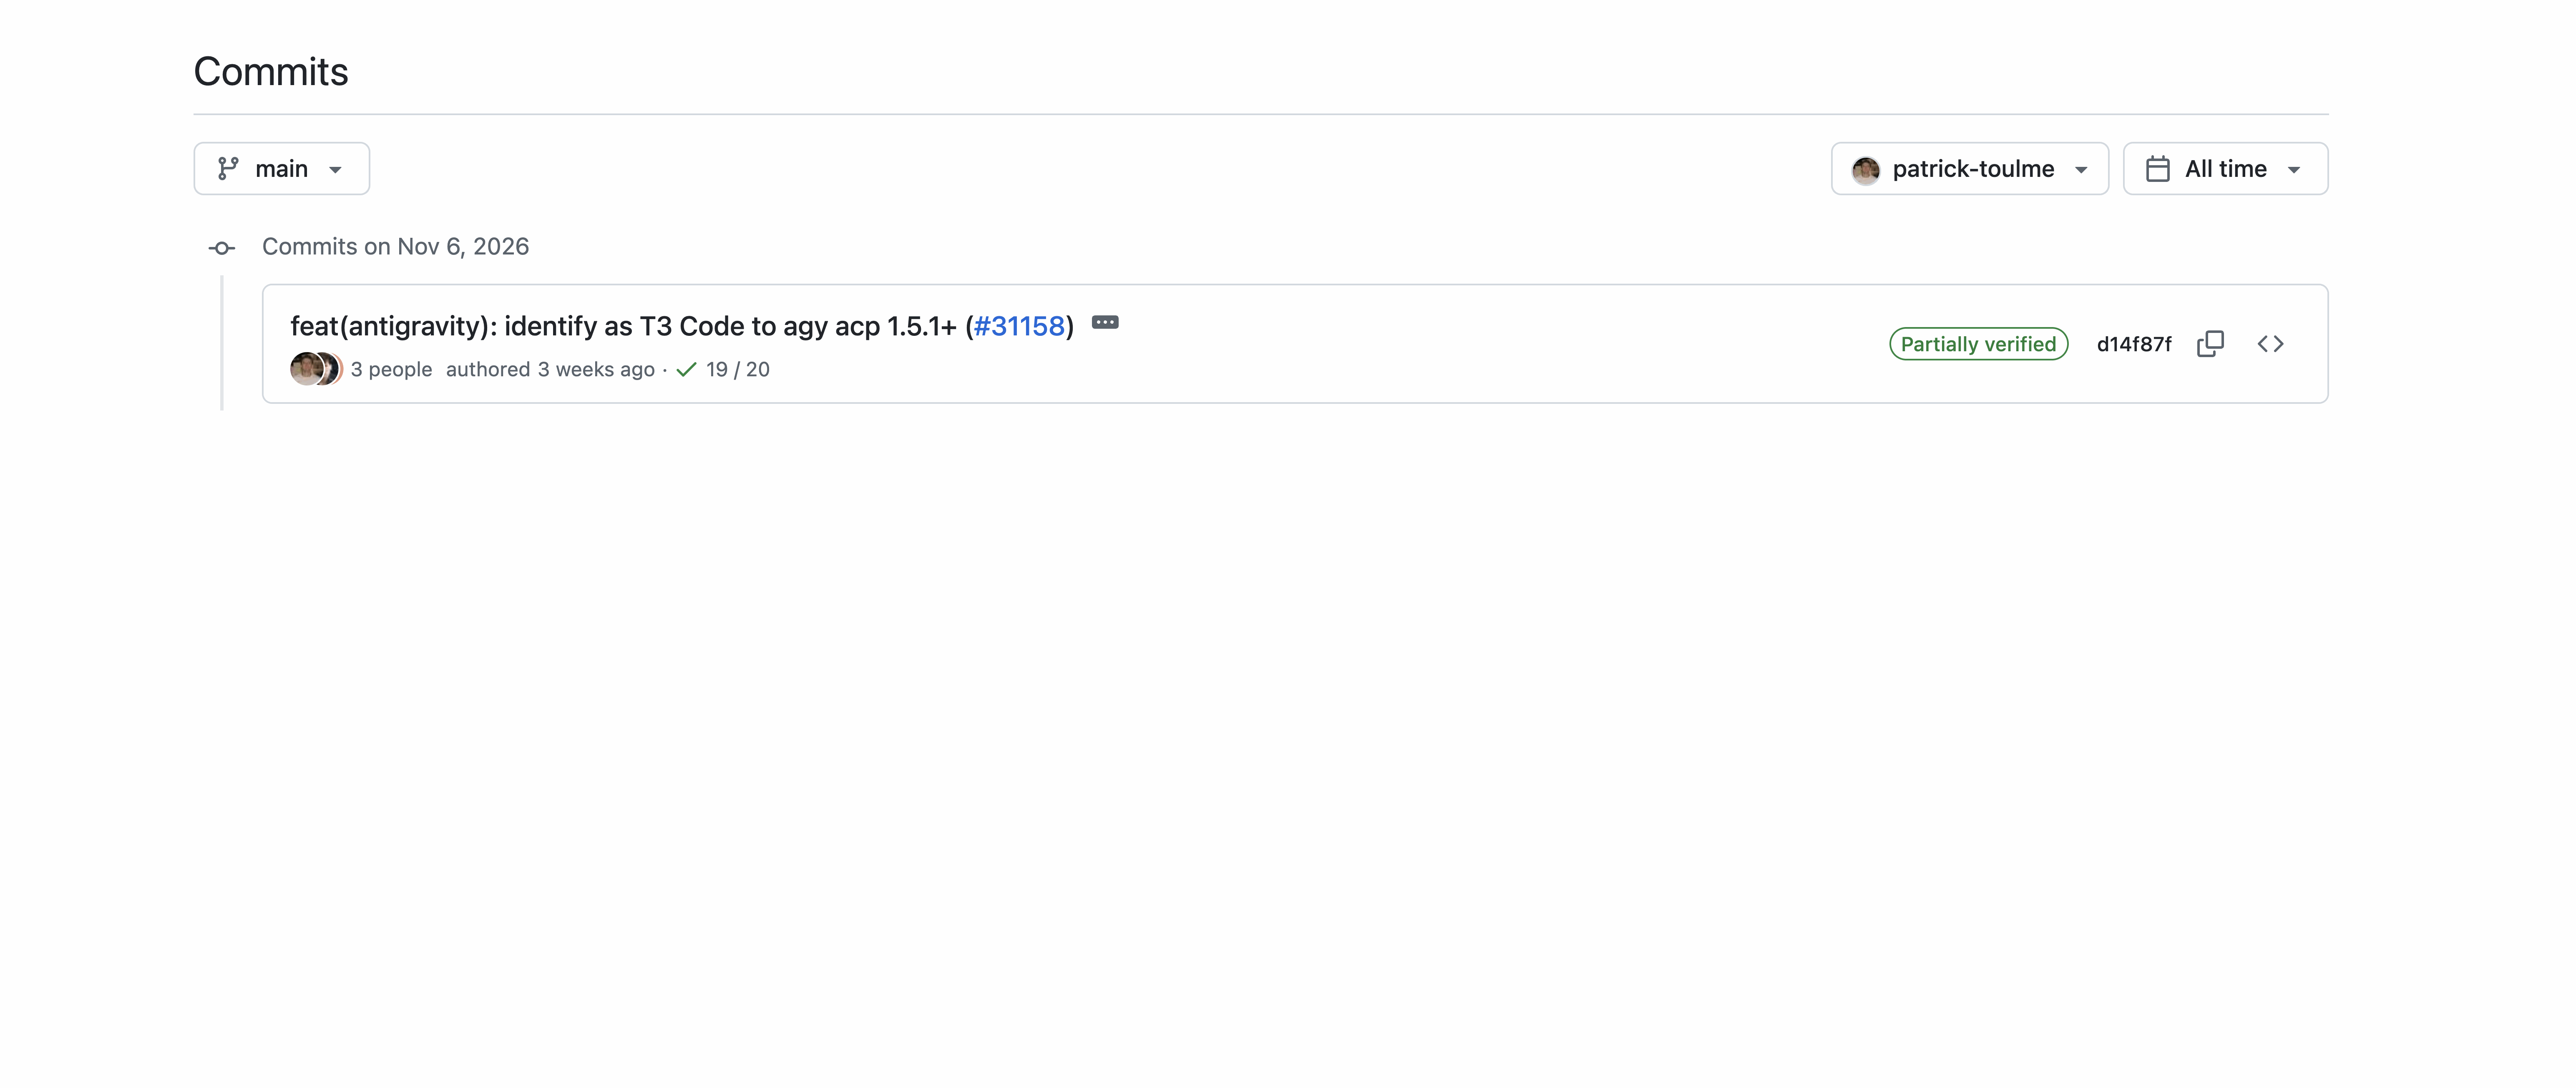 Commits
main
patrick-toulme
All time
Commits on Nov 6, 2026
feat(antigravity): identify as T3 Code to agy acp 1.5.1+ (#31158)
3 people authored 3 weeks ago · 19 / 20
Partially verified
d14f87f